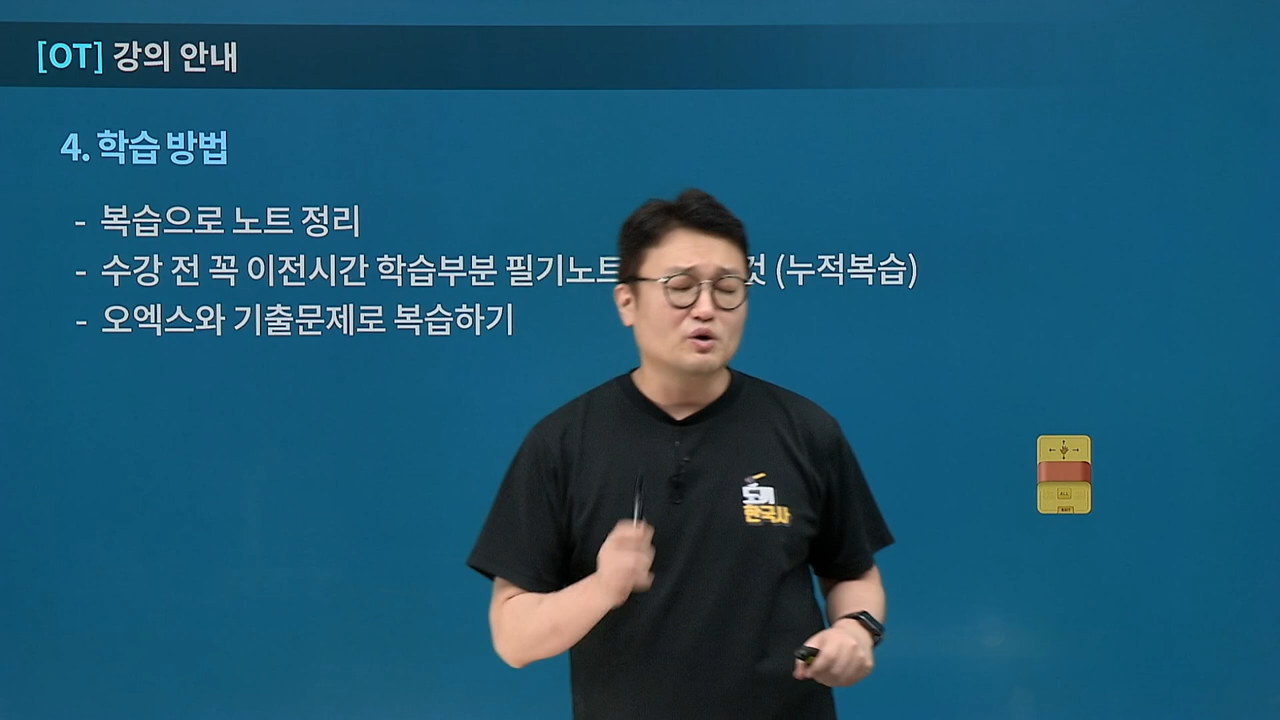 [OT] 강의 안내
4. 학습 방법
- 복습으로 노트 정리
- 수강 전 꼭 이전시간 학습부분 필기노트 것 (누적복습)
- 오엑스와 기출문제로 복습하기
ALL
한국사